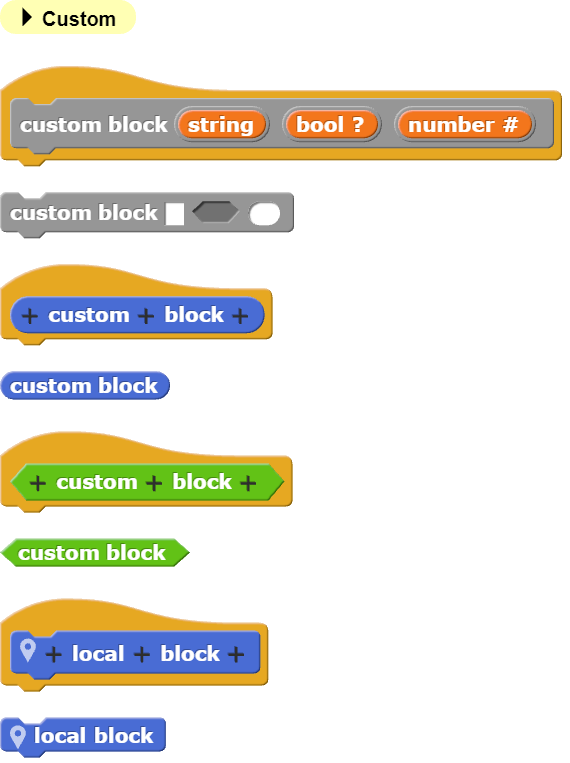 Custom
custom block string bool ? number #
custom block
+ custom + block +
custom block
+ custom + block +
custom block
+ local + block +
local block